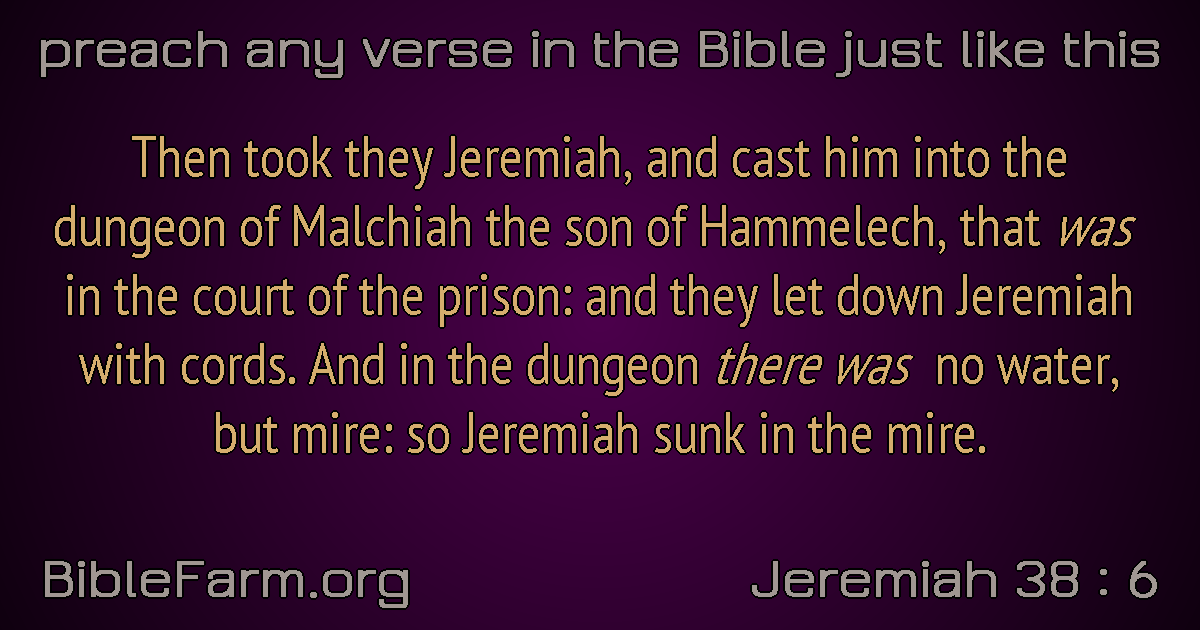 preach any verse in the Bible just like this
Then took they Jeremiah, and cast him into the
dungeon of Malchiah the son of Hammelech, that was
in the court of the prison: and they let down Jeremiah
with cords. And in the dungeon there was no water,
but mire: so Jeremiah sunk in the mire.
BibleFarm.org
Jeremiah 38 : 6